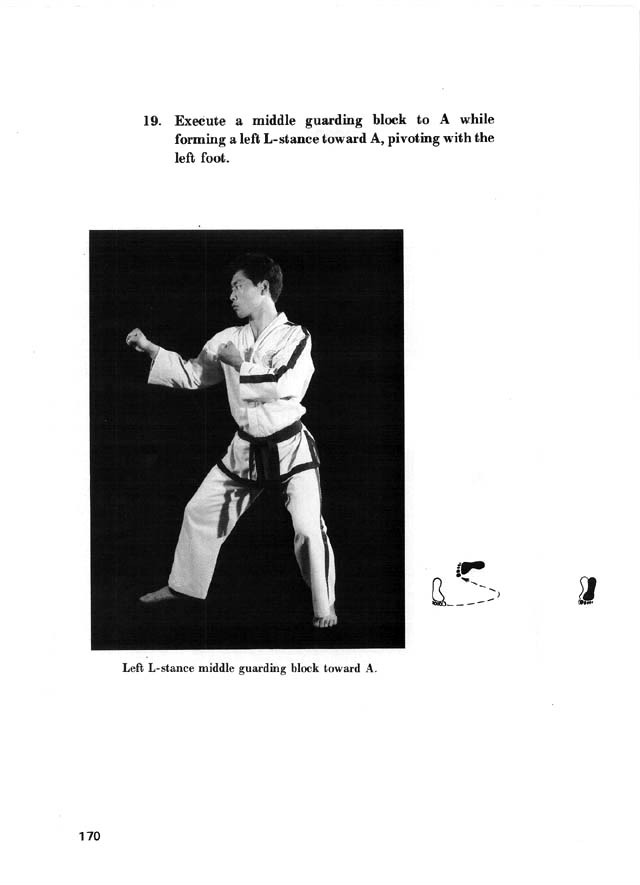 19. Execute a middle guarding block to A while
forming a left L-stance toward A, pivoting with the
left foot.
Left L-stance middle guarding block toward A.
170